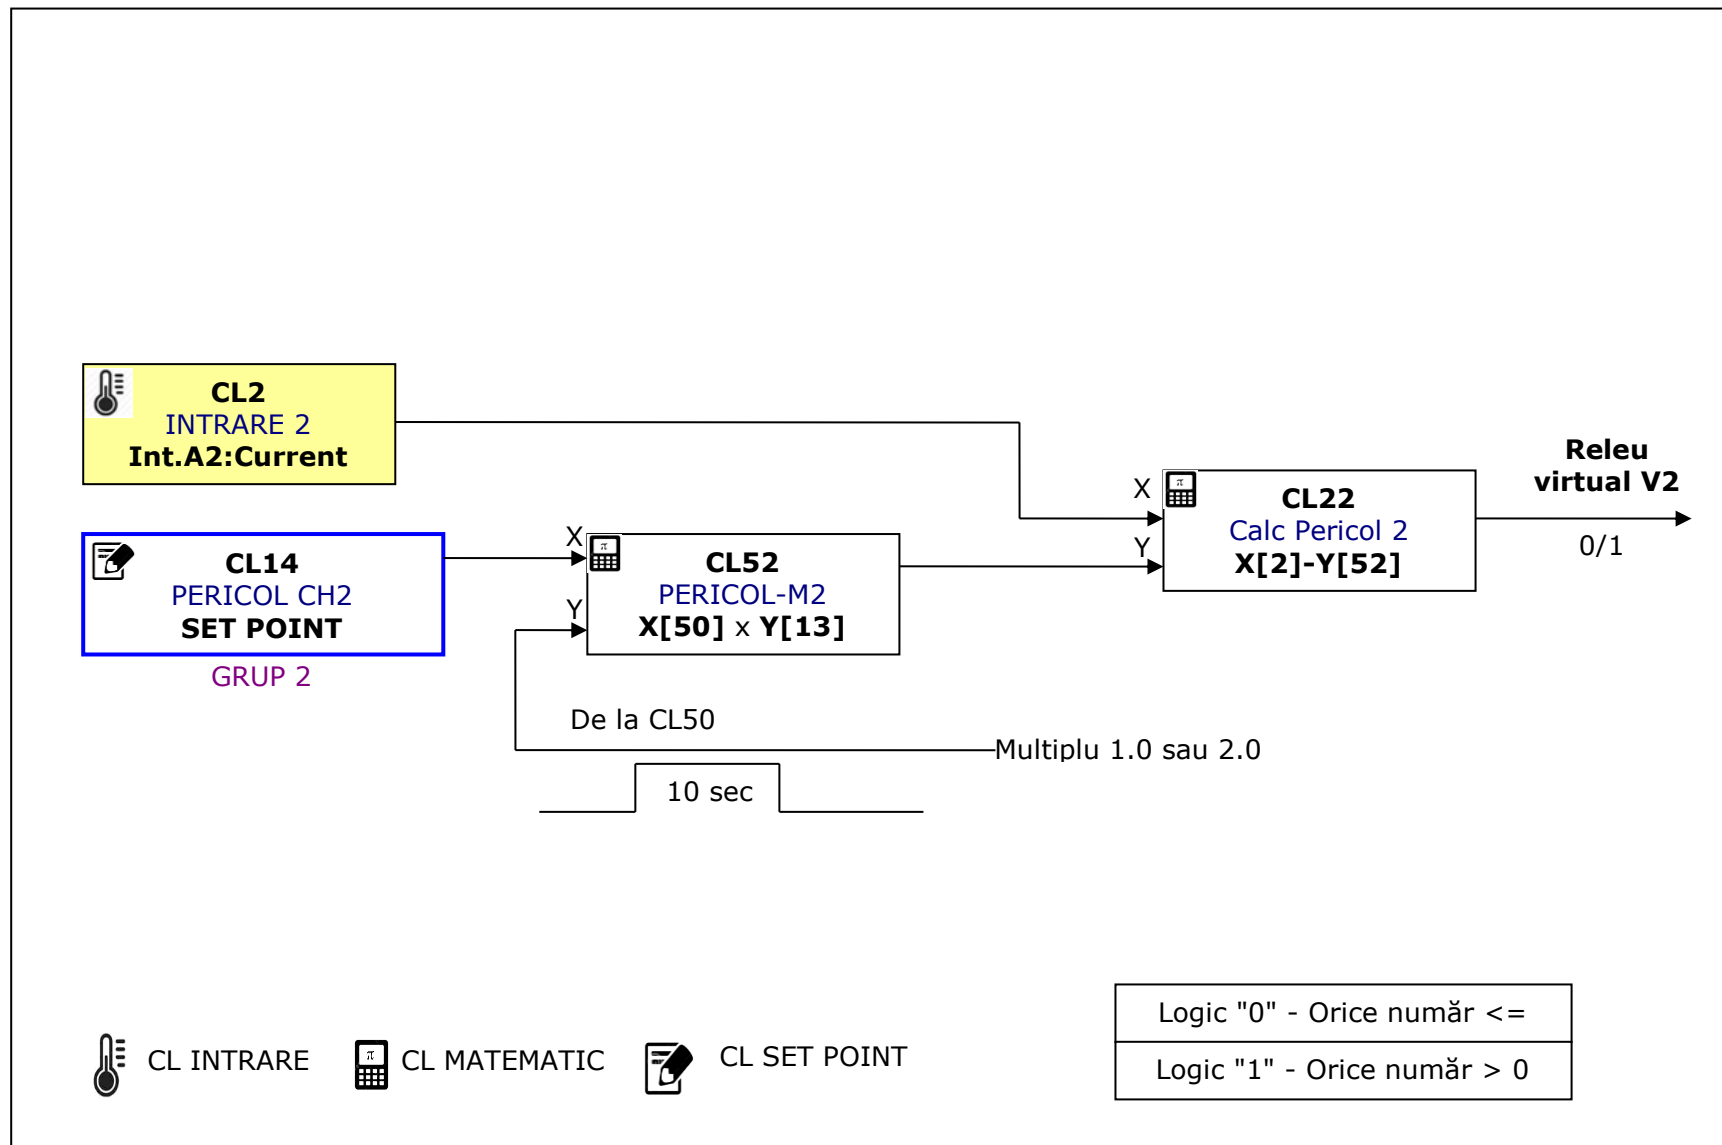 CL2
INTRARE 2
Int.A2:Current
CL14
PERICOL CH2
SET POINT
GRUP 2
X
Y
π
CL52
PERICOL-M2
X[50] x Y[13]
De la CL50
Multiplu 1.0 sau 2.0
10 sec
X
Y
π
CL22
Calc Pericol 2
X[2]-Y[52]
Releu
virtual V2
0/1
CL INTRARE
π
CL MATEMATIC
CL SET POINT
Logic "0" - Orice număr <=
Logic "1" - Orice număr > 0